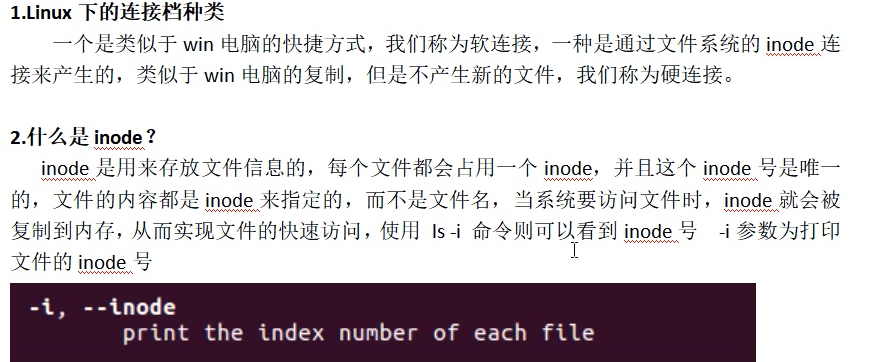 1.Linux 下的连接档种类
一个是类似于 win 电脑的快捷方式，我们称为软连接，一种是通过文件系统的 inode 连
接来产生的，类似于 win 电脑的复制，但是不产生新的文件，我们称为硬连接。
2.什么是 inode？
inode 是用来存放文件信息的，每个文件都会占用一个 inode，并且这个 inode 号是唯一
的，文件的内容都是 inode 来指定的，而不是文件名，当系统要访问文件时，inode 就会被
复制到内存，从而实现文件的快速访问，使用 ls -i 命令则可以看到 inode 号 -i 参数为打印
文件的 inode 号
-i, --inode
print the index number of each file